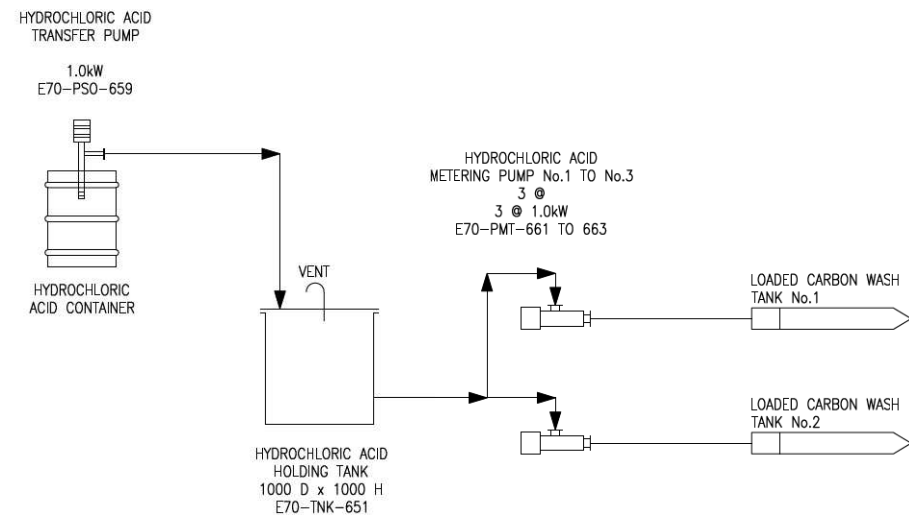 HYDROCHLORIC ACID
TRANSFER PUMP
1.0kW
E70-PSO-659
HYDROCHLORIC
ACID CONTAINER
VENT
HYDROCHLORIC ACID
HOLDING TANK
1000 D x 1000 H
E70-TNK-651
HYDROCHLORIC ACID
METERING PUMP No.1 TO No.3
3 @
3 @ 1.0kW
E70-PMT-661 TO 663
LOADED CARBON WASH
TANK No.1
LOADED CARBON WASH
TANK No.2